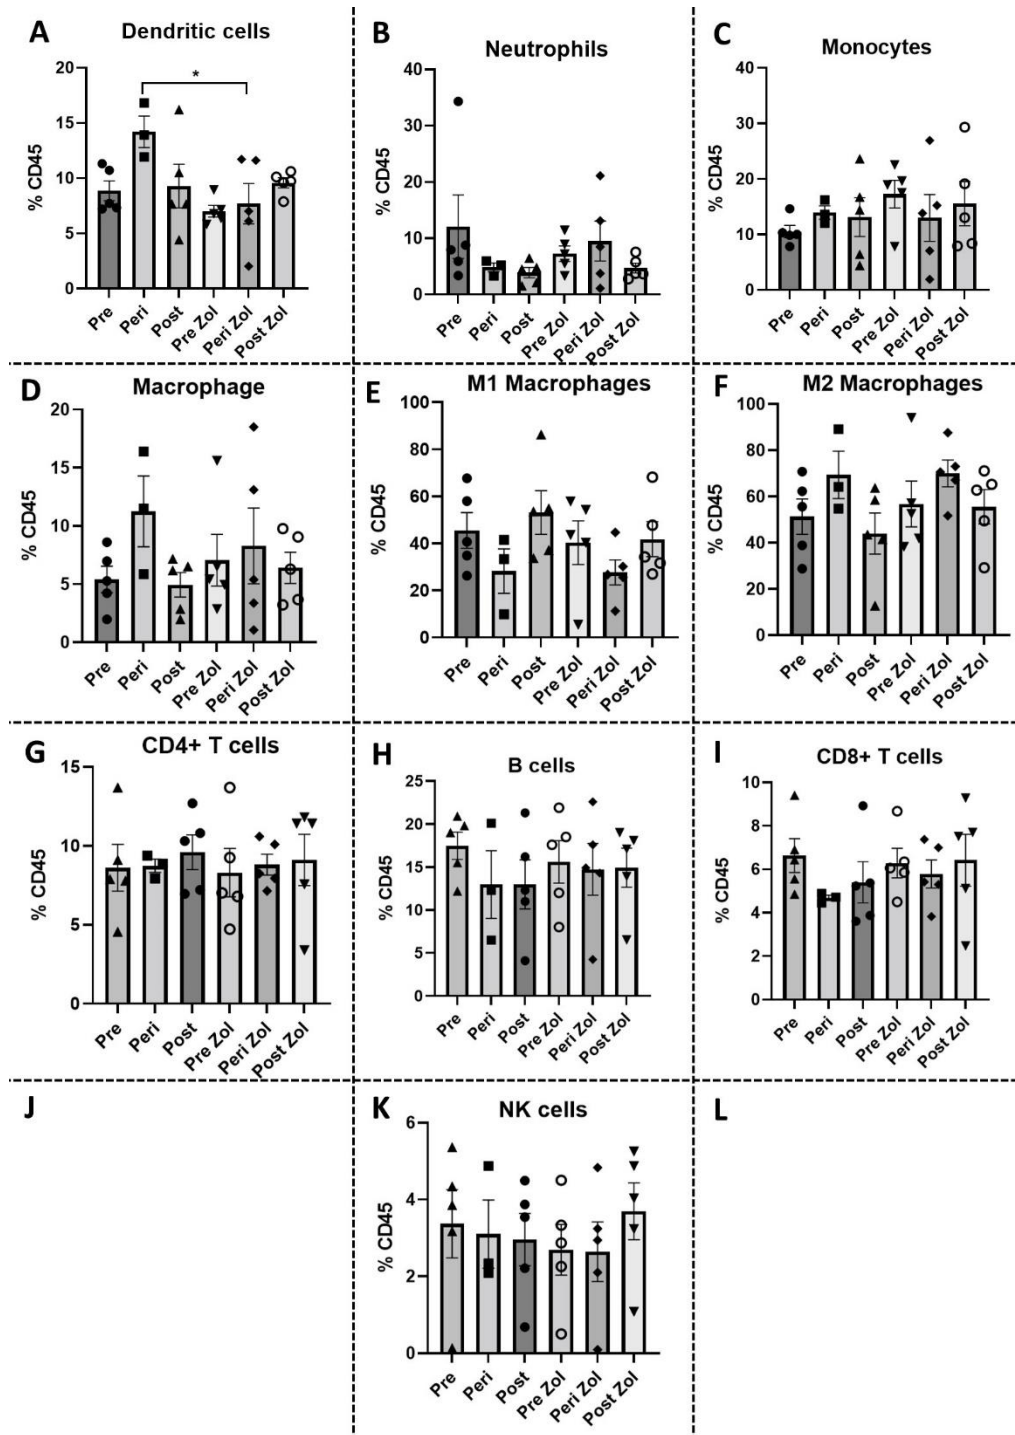 A
Dendritic cells
20
15
10
5
0
% CD45
*
Pre
Peri
Post
Pre Zol
Peri Zol
Post Zol
B
Neutrophils
40
30
20
10
0
% CD45
Pre
Peri
Post
Pre Zol
Peri Zol
Post Zol
C
Monocytes
40
30
20
10
0
% CD45
Pre
Peri
Post
Pre Zol
Peri Zol
Post Zol
D
Macrophage
20
15
10
5
0
% CD45
Pre
Peri
Post
Pre Zol
Peri Zol
Post Zol
E
M1 Macrophages
100
80
60
40
20
0
% CD45
Pre
Peri
Post
Pre Zol
Peri Zol
Post Zol
F
M2 Macrophages
100
80
60
40
20
0
% CD45
Pre
Peri
Post
Pre Zol
Peri Zol
Post Zol
G
CD4+ T cells
15
10
5
0
% CD45
Pre
Peri
Post
Pre Zol
Peri Zol
Post Zol
H
B cells
25
20
15
10
5
0
% CD45
Pre
Peri
Post
Pre Zol
Peri Zol
Post Zol
I
CD8+ T cells
10
8
6
4
2
0
% CD45
Pre
Peri
Post
Pre Zol
Peri Zol
Post Zol
J
K
NK cells
6
4
2
0
% CD45
Pre
Peri
Post
Pre Zol
Peri Zol
Post Zol
L